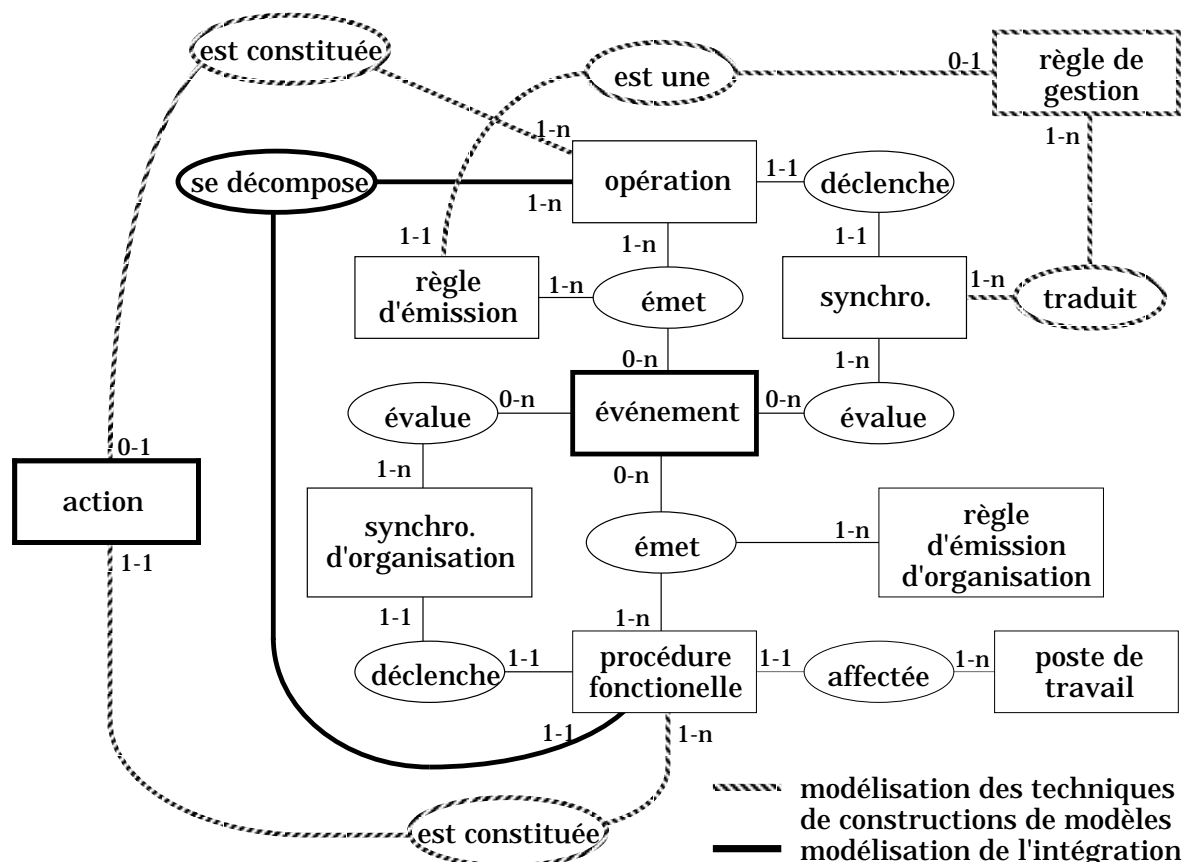 est constituée
est une
0-1
règle de
gestion
1-n
1-n
se décompose
1-n
opération
1-1
déclenche
1-1
1-n
1-1
règle
d'émission
1-n
émet
synchro.
1-n
traduit
0-n
1-n
évalue
0-n
événement
0-n
évalue
0-1
action
1-1
1-n
0-n
synchro.
d'organisation
émet
1-n
règle
d'émission
d'organisation
1-1
1-n
déclenche
1-1
procédure
fonctionelle
1-1
affectée
1-n
poste de
travail
1-1
1-n
est constituée
modélisation des techniques
de constructions de modèles
modélisation de l'intégration